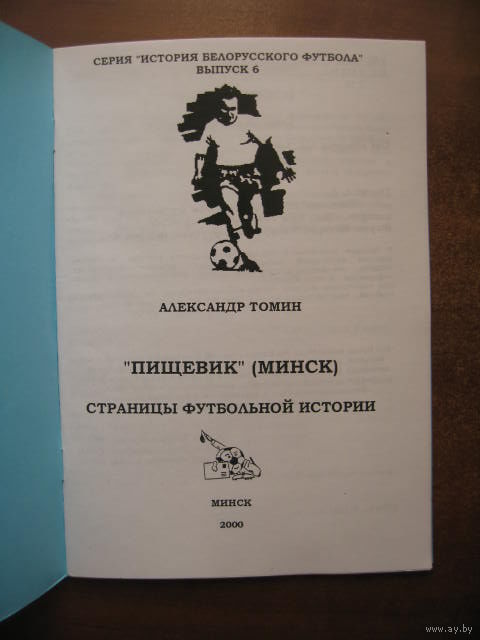 СЕРИЯ "ИСТОРИЯ БЕЛОРУССКОГО ФУТБОЛА"
ВЫПУСК 6
АЛЕКСАНДР ТОМИН
"ПИЩЕВИК" (МИНСК)
СТРАНИЦЫ ФУТБОЛЬНОЙ ИСТОРИИ
МИНСК
2000
www.ay.by